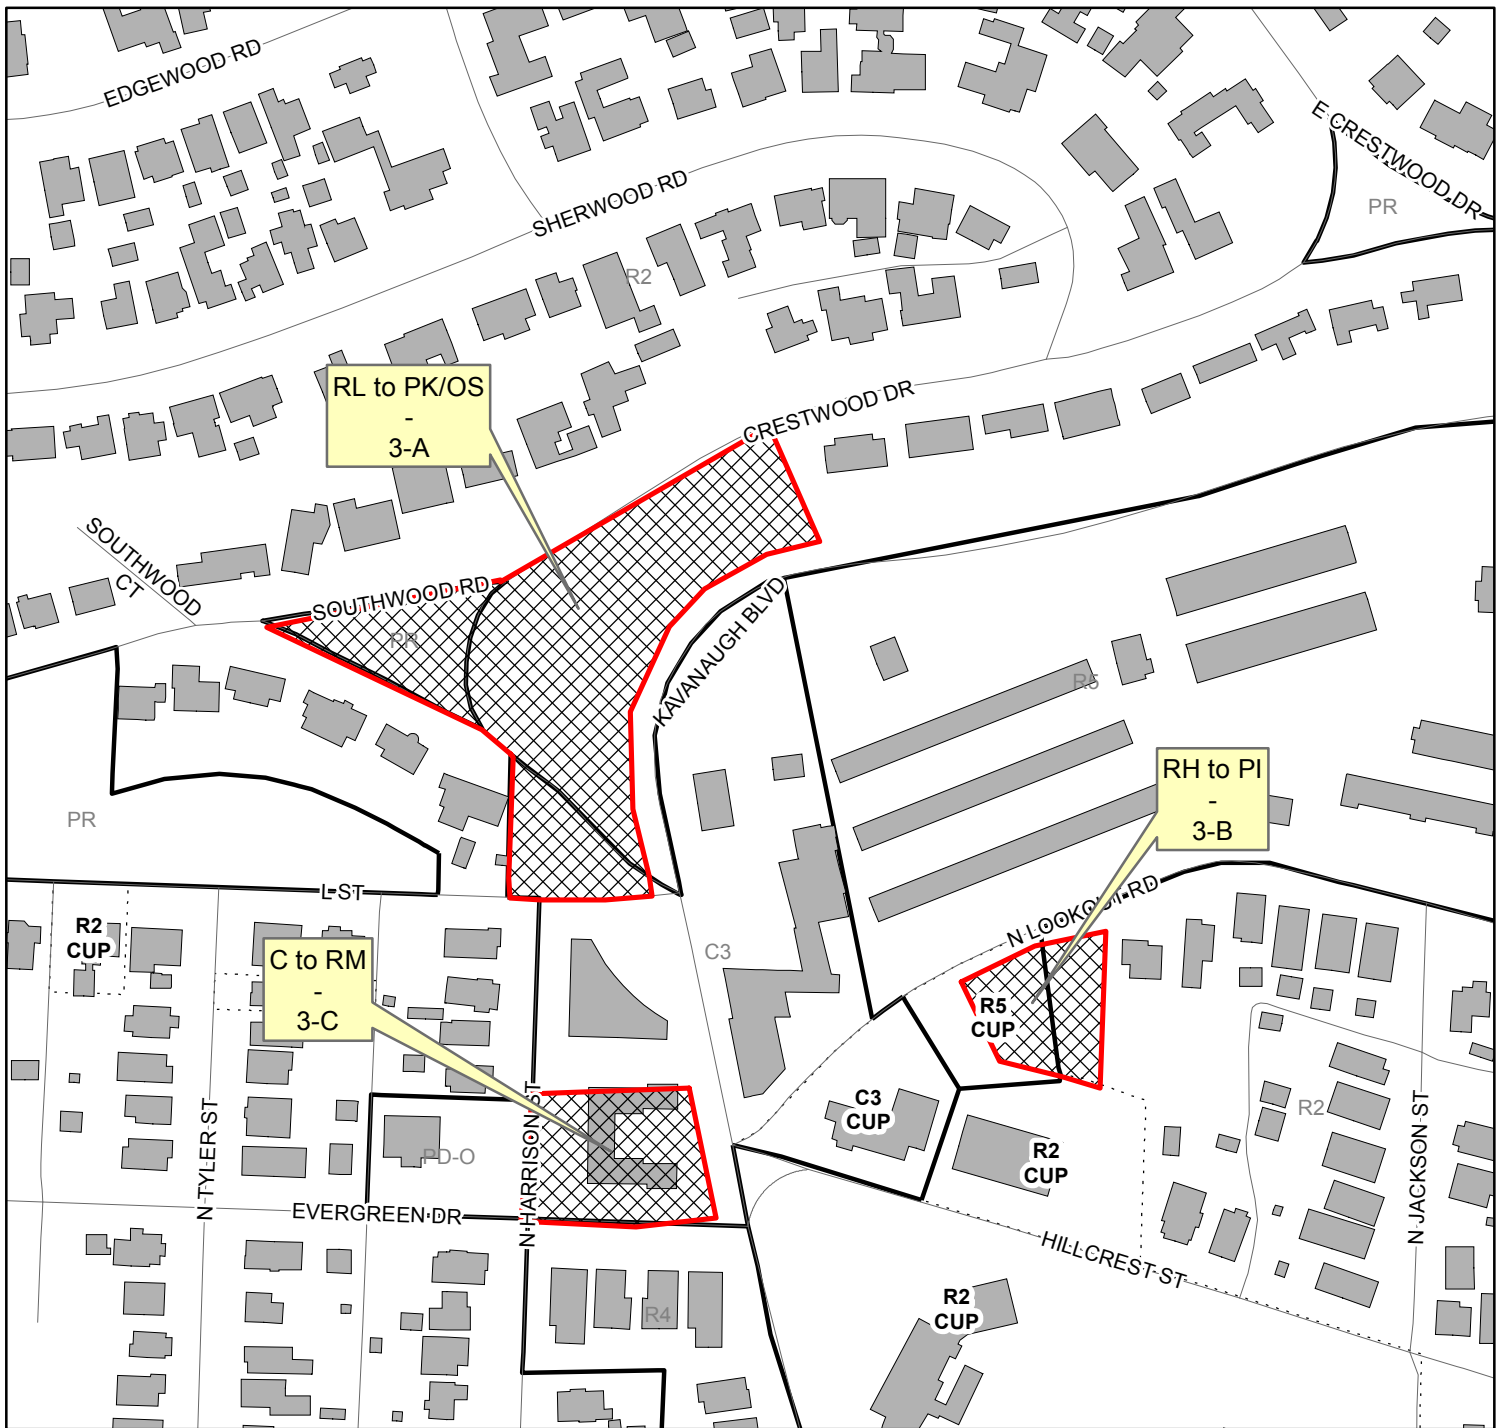 EDGEWOOD RD
E CRESTWOOD DR
PR
SHERWOOD RD
R2
RL to PK/OS
-
3-A
CRESTWOOD DR
SOUTHWOOD
CT
SOUTHWOOD RD
PR
KAVANAUGH BLVD
R5
RH to PI
-
3-B
PR
L ST
N LOOKOUT RD
R2
CUP
C to RM
-
3-C
C3
R5
CUP
C3
CUP
R2
CUP
R2
PD-O
N TYLER ST
N HARRISON ST
N JACKSON ST
EVERGREEN DR
HILLCREST ST
R2
CUP
R4